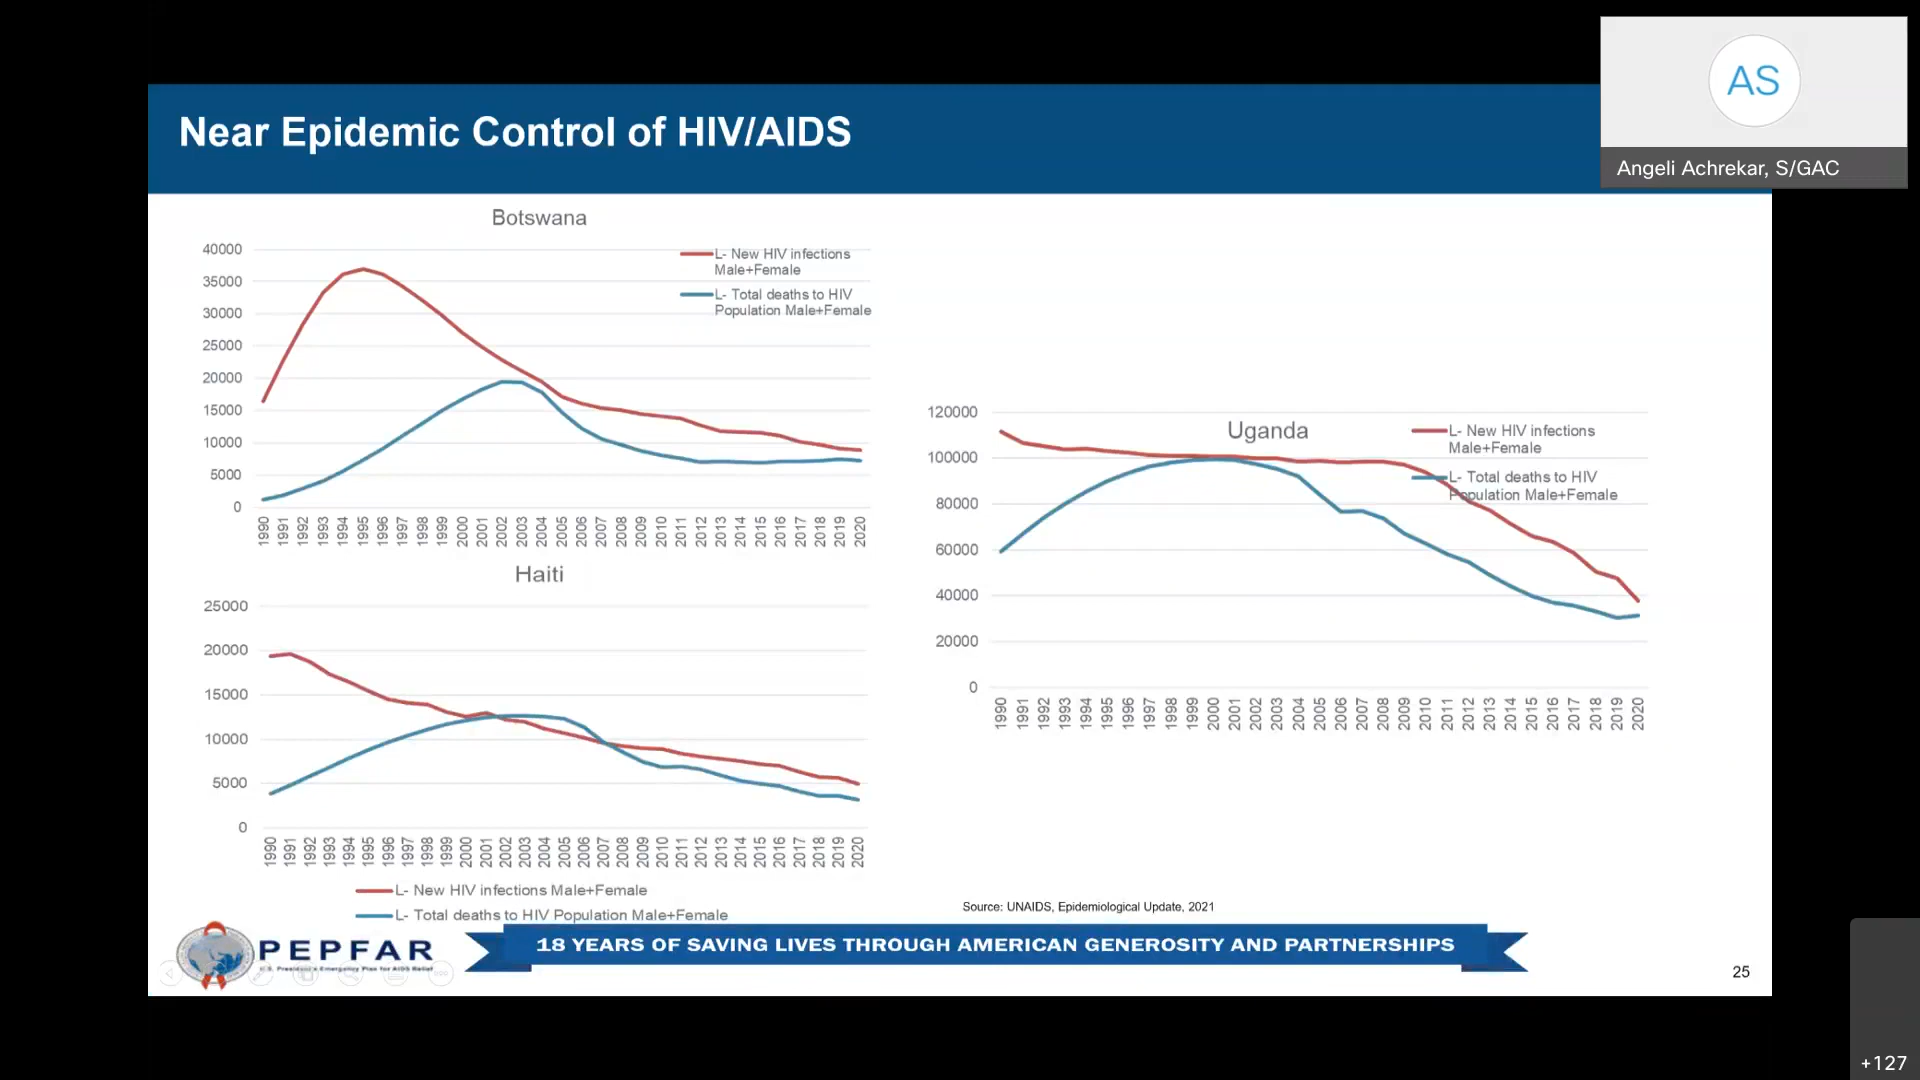 AS
Angeli Achrekar, S/GAC
Near Epidemic Control of HIV/AIDS
Botswana
40000
35000
30000
25000
20000
15000
10000
5000
0
L- New HIV infections
Male+Female
L- Total deaths to HIV
Population Male+Female
1990 1991 1992 1993 1994 1995 1996 1997 1998 1999 2000 2001 2002 2003 2004 2005 2006 2007 2008 2009 2010 2011 2012 2013 2014 2015 2016 2017 2018 2019 2020
Haiti
25000
20000
15000
10000
5000
0
1990 1991 1992 1993 1994 1995 1996 1997 1998 1999 2000 2001 2002 2003 2004 2005 2006 2007 2008 2009 2010 2011 2012 2013 2014 2015 2016 2017 2018 2019 2020
L- New HIV infections Male+Female
L- Total deaths to HIV Population Male+Female
Uganda
120000
100000
80000
60000
40000
20000
0
L- New HIV infections
Male+Female
L- Total deaths to HIV
Population Male+Female
1990 1991 1992 1993 1994 1995 1996 1997 1998 1999 2000 2001 2002 2003 2004 2005 2006 2007 2008 2009 2010 2011 2012 2013 2014 2015 2016 2017 2018 2019 2020
Source: UNAIDS, Epidemiological Update, 2021
PEPFAR
U.S. President's Emergency Plan for AIDS Relief
18 YEARS OF SAVING LIVES THROUGH AMERICAN GENEROSITY AND PARTNERSHIPS
25
+127